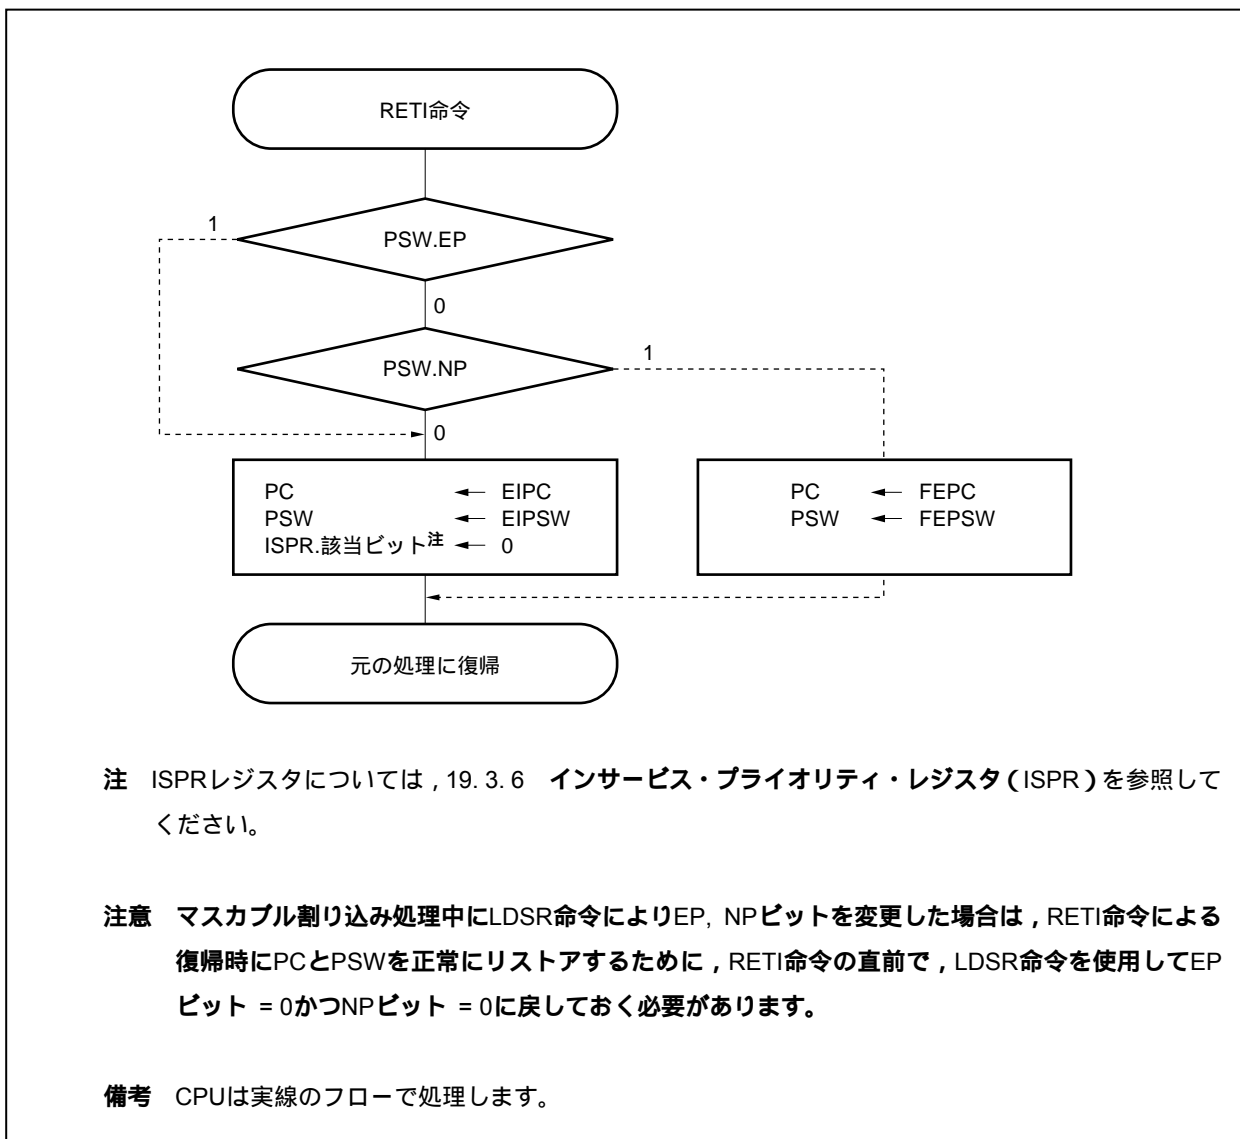 RETI命令
1
PSW.EP
0
PSW.NP
1
0
PC ← EIPC
PSW ← EIPSW
ISPR.該当ビット注 ← 0
PC ← FEPC
PSW ← FEPSW
元の処理に復帰
注 ISPRレジスタについては，19. 3. 6 インサービス・プライオリティ・レジスタ（ISPR）を参照して
ください。
注意 マスカブル割り込み処理中にLDSR命令によりEP, NPビットを変更した場合は，RETI命令による
復帰時にPCとPSWを正常にリストアするために，RETI命令の直前で，LDSR命令を使用してEP
ビット = 0かつNPビット = 0に戻しておく必要があります。
備考 CPUは実線のフローで処理します。